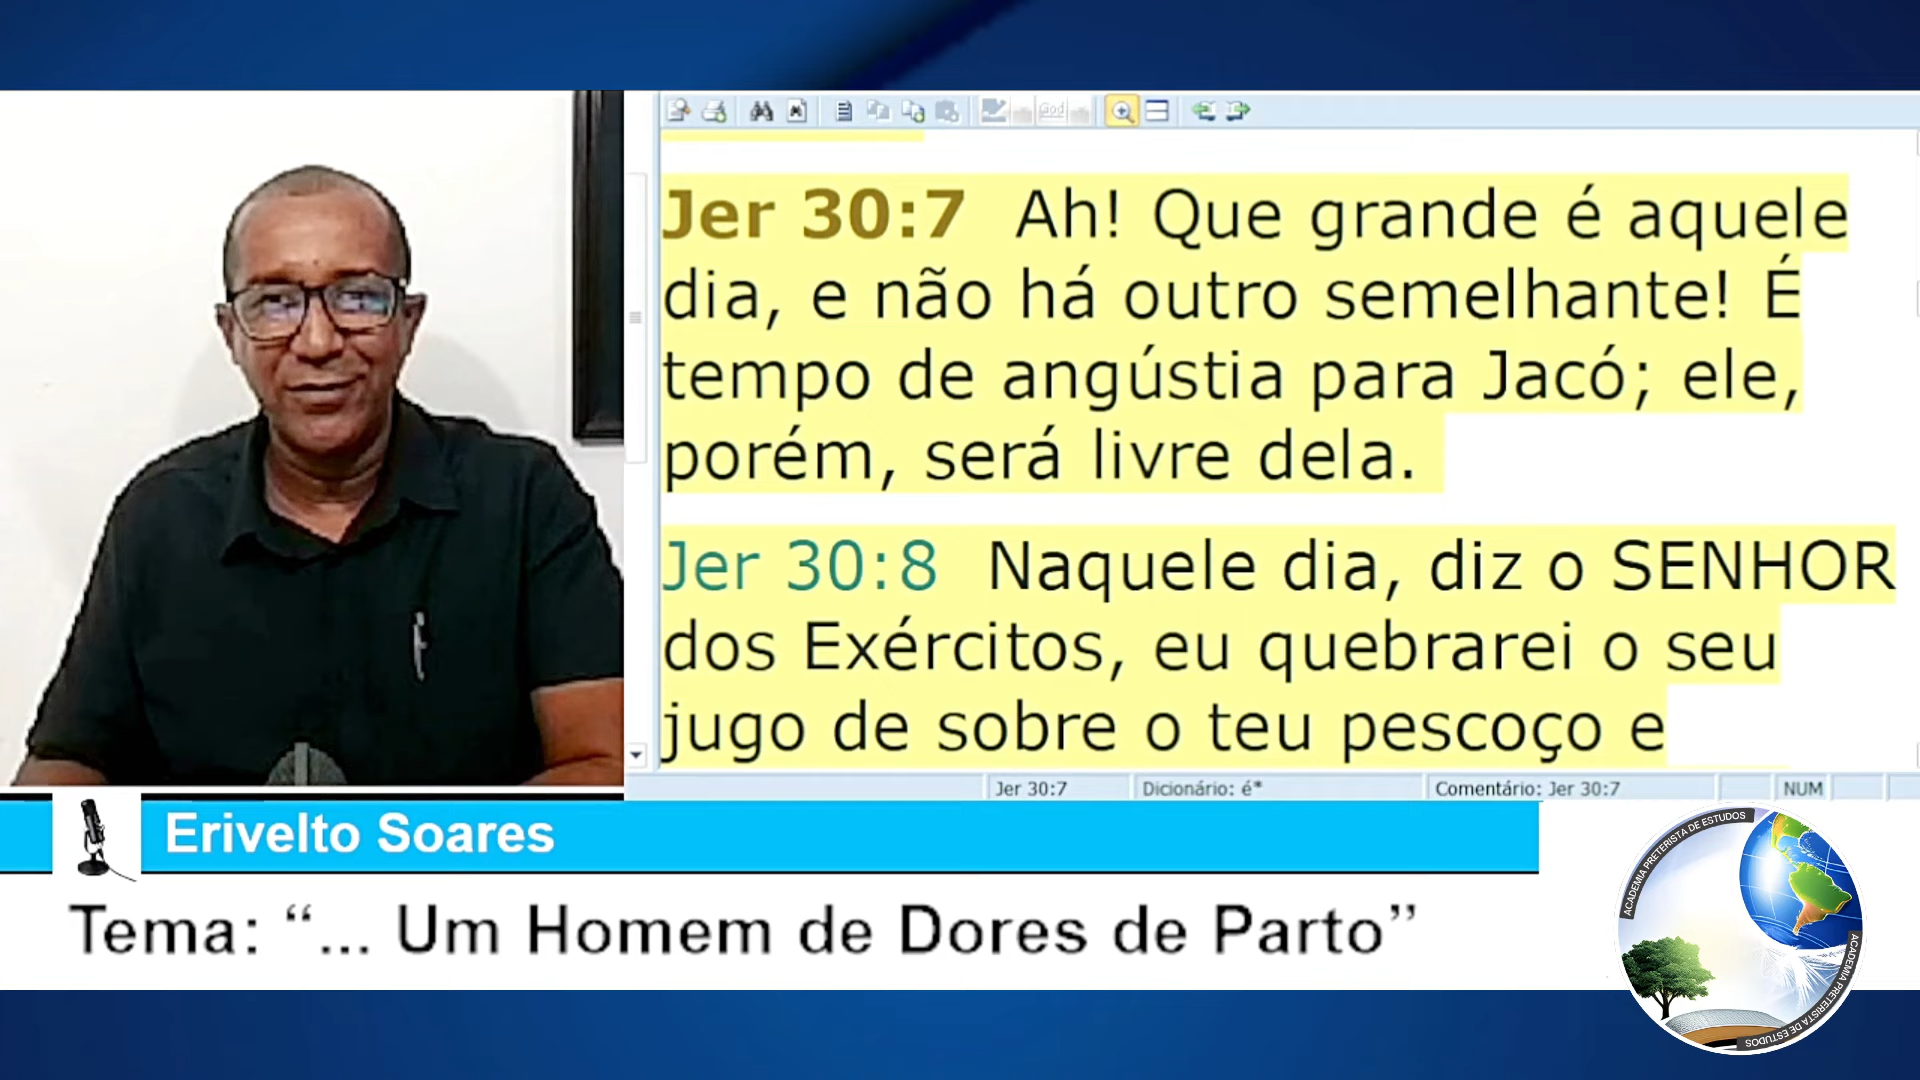 God
Jer 30:7 Ah! Que grande é aquele
dia, e não há outro semelhante! É
tempo de angústia para Jacó; ele,
porém, será livre dela.
Jer 30:8 Naquele dia, diz o SENHOR
dos Exércitos, eu quebrarei o seu
jugo de sobre o teu pescoço e
Jer 30:7
Dicionário: é*
Comentário: Jer 30:7
NUM
Erivelto Soares
Tema: “... Um Homem de Dores de Parto”
ACADEMIA PRETERISTA DE ESTUDOS
ACADEMIA PRETERISTA DE ESTUDOS